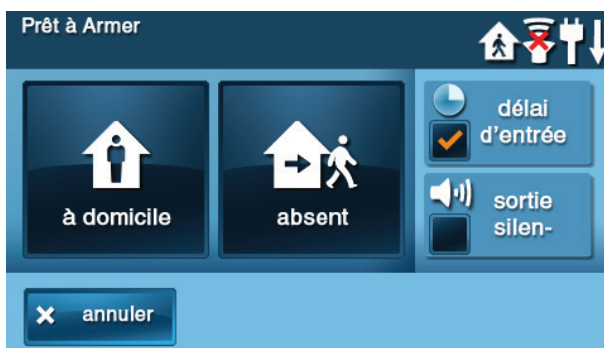 Prêt à Armer
à domicile
absent
délai
d'entrée
sortie
silen-
annuler